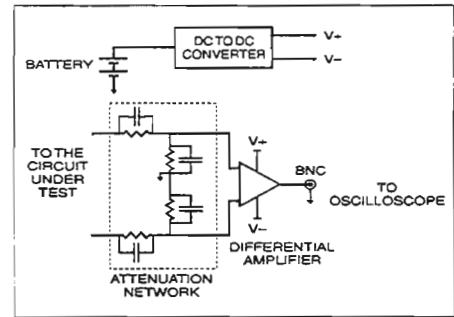 DC TO DC
CONVERTER
V+
V−
BATTERY
TO THE
CIRCUIT
UNDER
TEST
V+
BNC
TO
OSCILLOSCOPE
V−
DIFFERENTIAL
AMPLIFIER
ATTENUATION
NETWORK